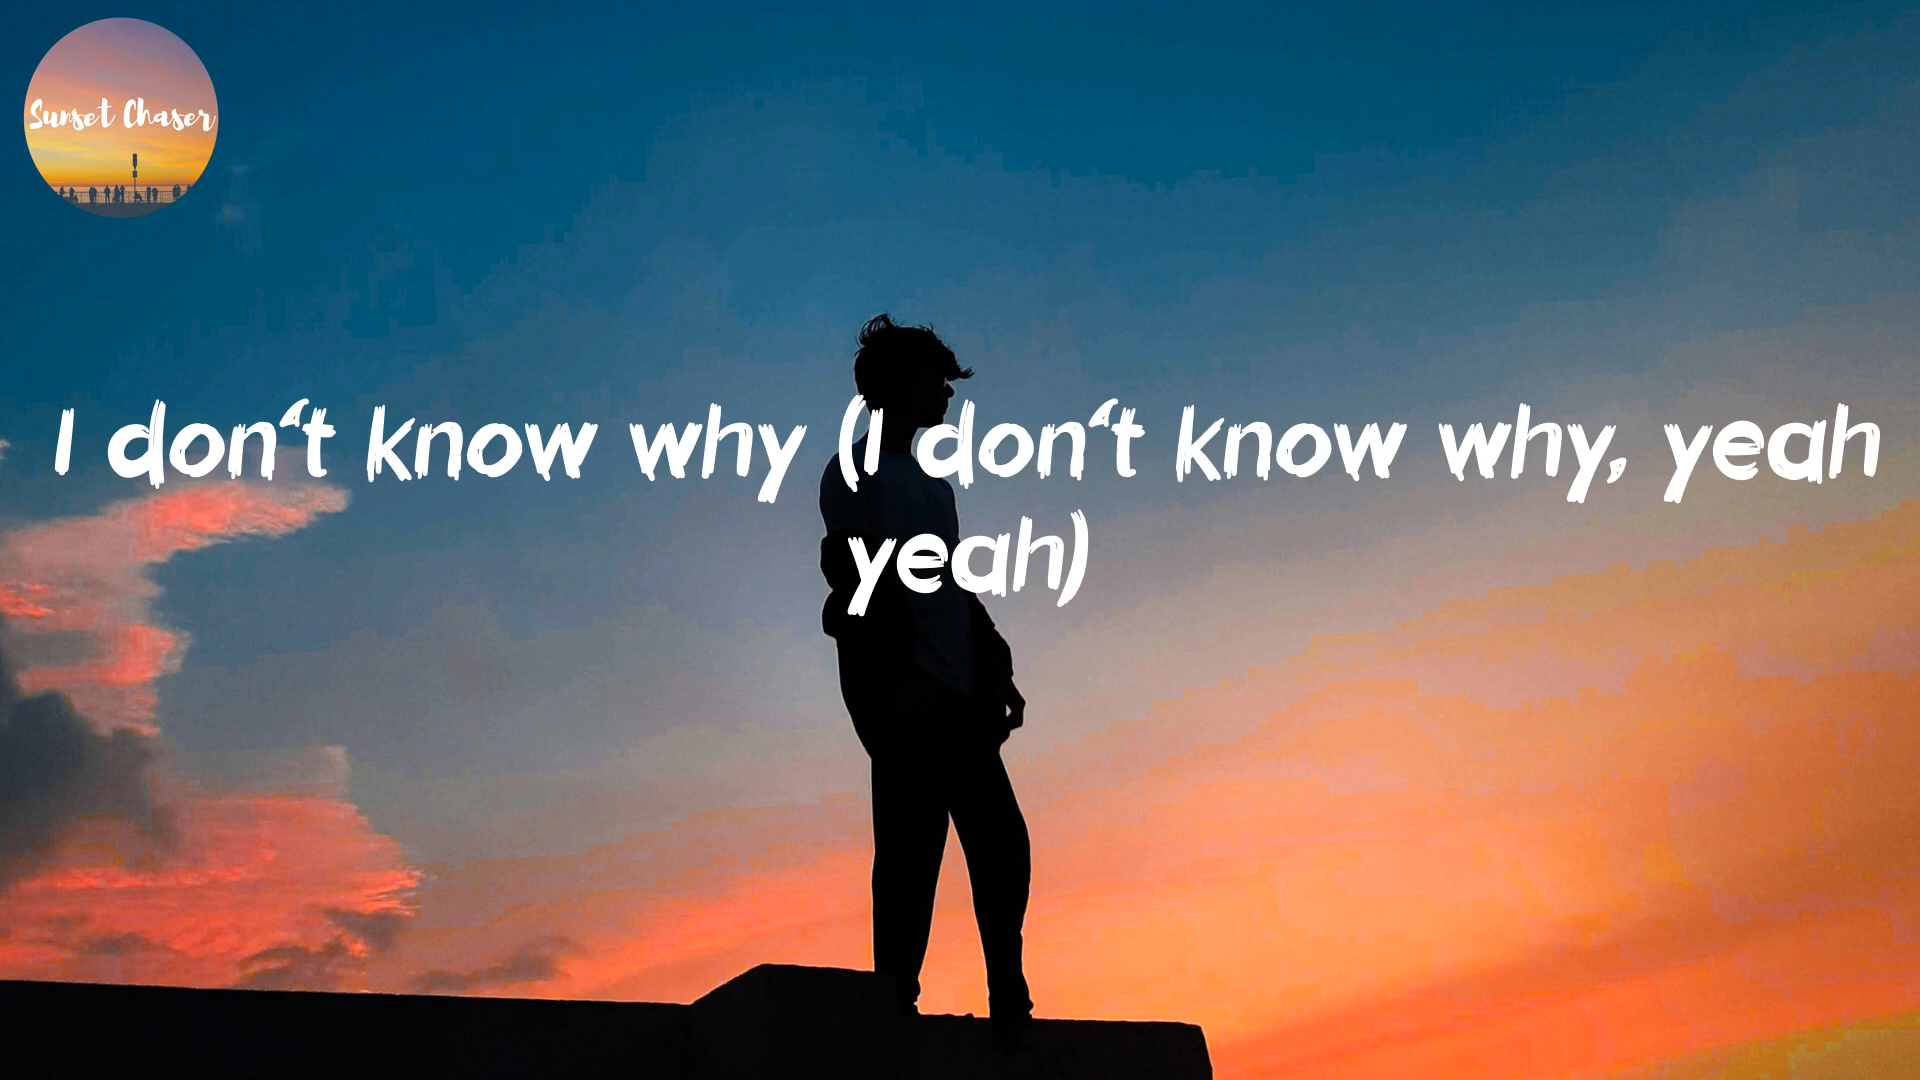 Sunset Chaser
I don't know why (I don't know why, yeah
yeah)